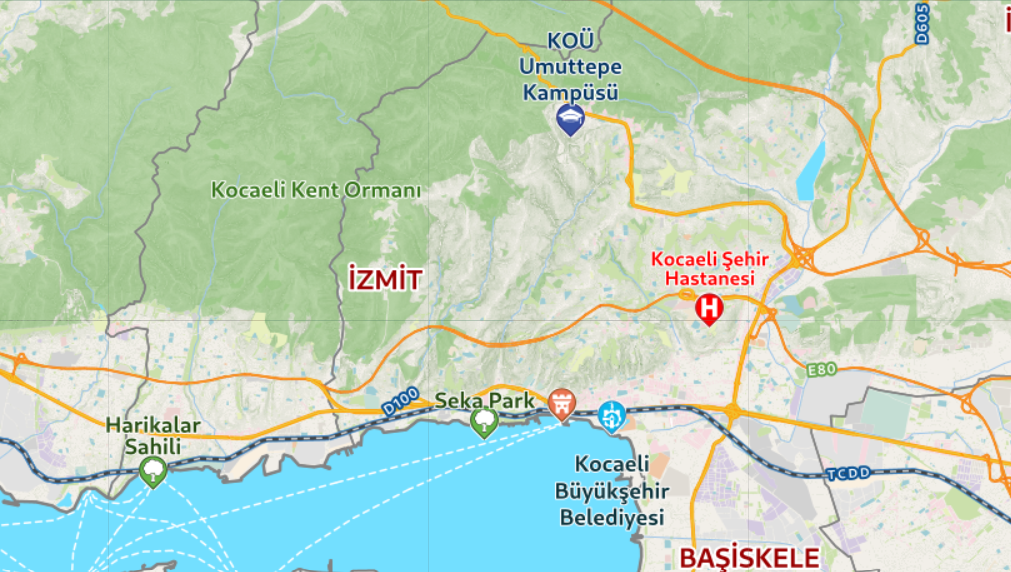 D605
İ
KOÜ
Umuttepe
Kampüsü
Kocaeli Kent Ormanı
İZMİT
Kocaeli Şehir
Hastanesi
H
E80
D100
Seka Park
Harikalar
Sahili
Kocaeli
Büyükşehir
Belediyesi
TCDD
BAŞİSKELE